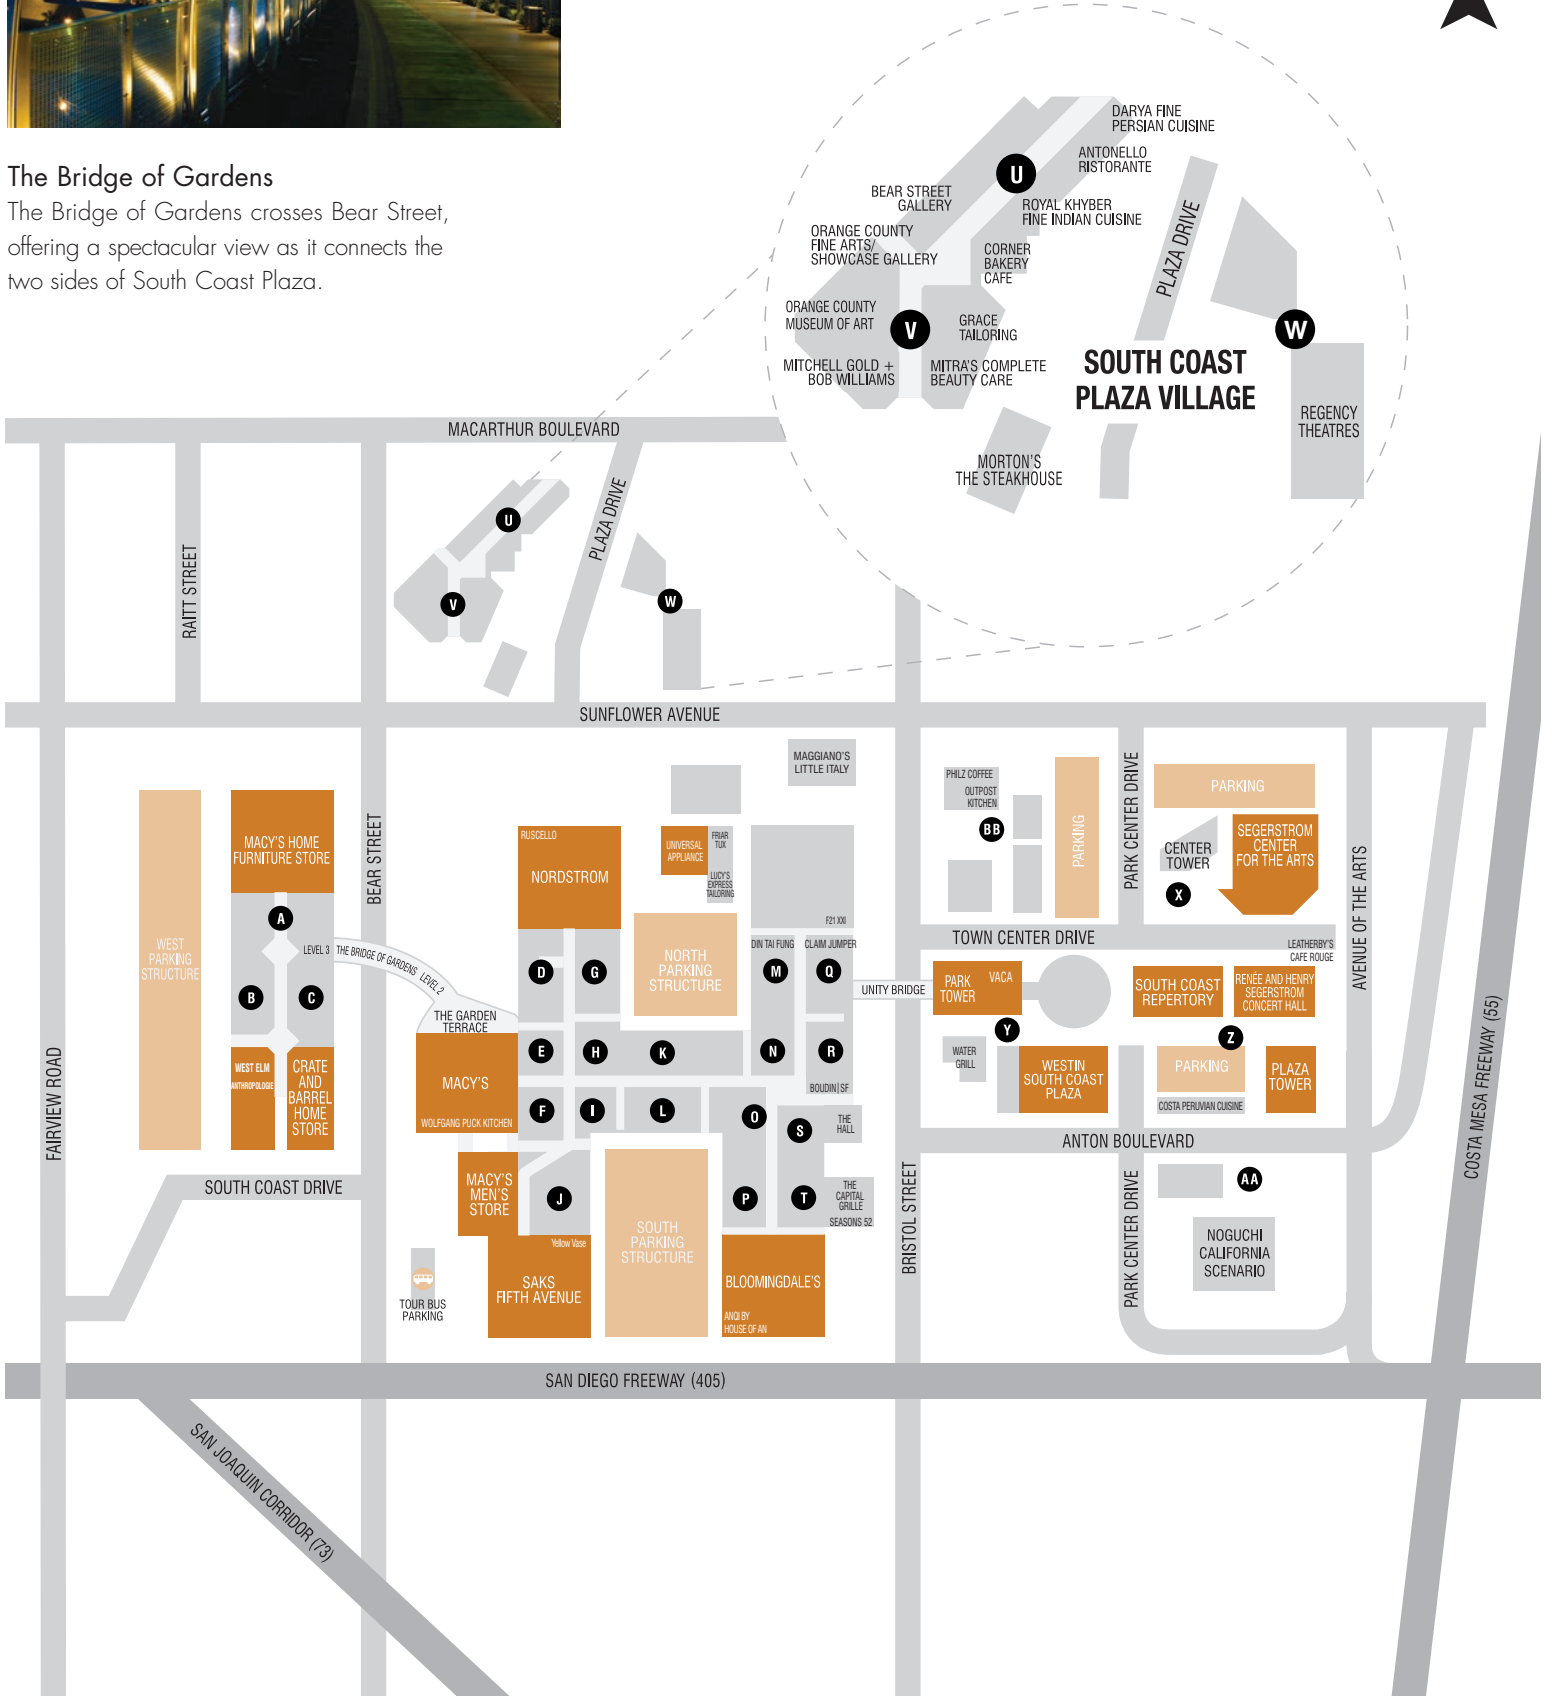 The Bridge of Gardens
The Bridge of Gardens crosses Bear Street,
offering a spectacular view as it connects the
two sides of South Coast Plaza.
DARYA FINE
PERSIAN CUISINE
ANTONELLO
RISTORANTE
U
BEAR STREET
GALLERY
ROYAL KHYBER
FINE INDIAN CUISINE
ORANGE COUNTY
FINE ARTS/
SHOWCASE GALLERY
CORNER
BAKERY
CAFE
PLAZA DRIVE
ORANGE COUNTY
MUSEUM OF ART
V
GRACE
TAILORING
W
MITCHELL GOLD +
BOB WILLIAMS
MITRA'S COMPLETE
BEAUTY CARE
SOUTH COAST
PLAZA VILLAGE
REGENCY
THEATRES
MORTON'S
THE STEAKHOUSE
MACARTHUR BOULEVARD
RAITT STREET
U
V
PLAZA DRIVE
W
SUNFLOWER AVENUE
MAGGIANO'S
LITTLE ITALY
PHILZ COFFEE
OUTPOST
KITCHEN
BB
PARKING
PARK CENTER DRIVE
PARKING
CENTER
TOWER
X
SEGERSTROM
CENTER
FOR THE ARTS
AVENUE OF THE ARTS
MACY'S HOME
FURNITURE STORE
BEAR STREET
RUSCELLO
NORDSTROM
UNIVERSAL
APPLIANCE
FRIAR
TUX
LUCY'S
EXPRESS
TAILORING
F21 XXI
A
WEST
PARKING
STRUCTURE
LEVEL 3
THE BRIDGE OF GARDENS
LEVEL 2
B
C
THE GARDEN
TERRACE
D
G
NORTH
PARKING
STRUCTURE
DIN TAI FUNG
CLAIM JUMPER
M
Q
UNITY BRIDGE
TOWN CENTER DRIVE
LEATHERBY'S
CAFE ROUGE
PARK
TOWER
VACA
SOUTH COAST
REPERTORY
RENÉE AND HENRY
SEGERSTROM
CONCERT HALL
Y
Z
WATER
GRILL
WESTIN
SOUTH COAST
PLAZA
PARKING
COSTA PERUVIAN CUISINE
PLAZA
TOWER
COSTA MESA FREEWAY (55)
FAIRVIEW ROAD
WEST ELM
ANTHROPOLOGIE
CRATE
AND
BARREL
HOME
STORE
MACY'S
WOLFGANG PUCK KITCHEN
E
H
K
N
R
BOUDIN|SF
F
I
L
O
S
THE
HALL
ANTON BOULEVARD
SOUTH COAST DRIVE
MACY'S
MEN'S
STORE
J
P
T
THE
CAPITAL
GRILLE
SEASONS 52
BRISTOL STREET
PARK CENTER DRIVE
AA
NOGUCHI
CALIFORNIA
SCENARIO
Yellow Vase
SAKS
FIFTH AVENUE
SOUTH
PARKING
STRUCTURE
BLOOMINGDALE'S
ANQI BY
HOUSE OF AN
TOUR BUS
PARKING
SAN DIEGO FREEWAY (405)
SAN JOAQUIN CORRIDOR (73)